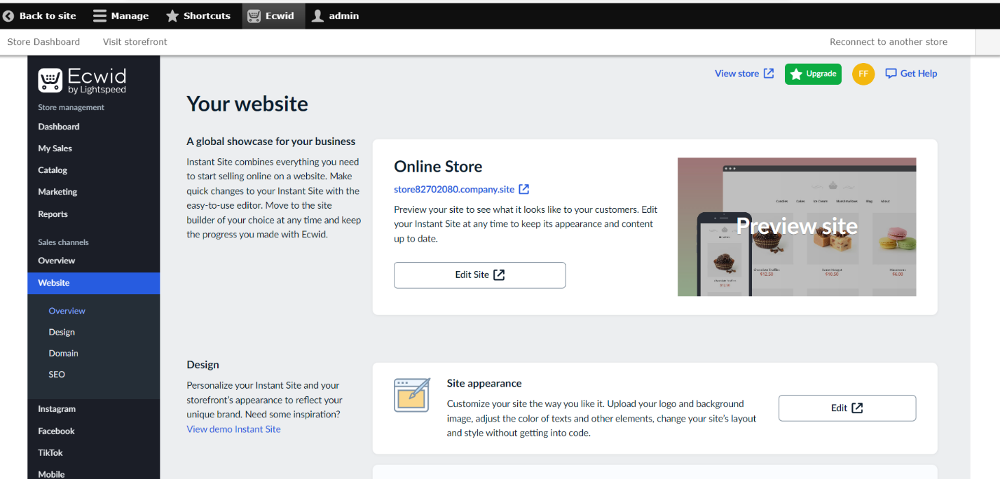 Back to site Manage Shortcuts Ecwid admin
Store Dashboard Visit storefront Reconnect to another store
Ecwid
by Lightspeed
View store Upgrade FF Get Help
Store management
Dashboard
My Sales
Catalog
Marketing
Reports
Sales channels
Overview
Website
Overview
Design
Domain
SEO
Instagram
Facebook
TikTok
Mobile
Your website
A global showcase for your business
Instant Site combines everything you need
to start selling online on a website. Make
quick changes to your Instant Site with the
easy-to-use editor. Move to the site
builder of your choice at any time and keep
the progress you made with Ecwid.
Online Store
store82702080.company.site
Preview your site to see what it looks like to your customers. Edit
your Instant Site at any time to keep its appearance and content
up to date.
Edit Site
Candies Cakes Ice Cream Marshmallows Blog About
Preview site
MENU
Chocolate Truffles
$12.50
Chocolate Truffles
$12.50
Sweet Nougat
$10.50
Macaroons
$6.00
Design
Personalize your Instant Site and your
storefront's appearance to reflect your
unique brand. Need some inspiration?
View demo Instant Site
Site appearance
Customize your site the way you like it. Upload your logo and background
image, adjust the color of texts and other elements, change your site's layout
and style without getting into code.
Edit